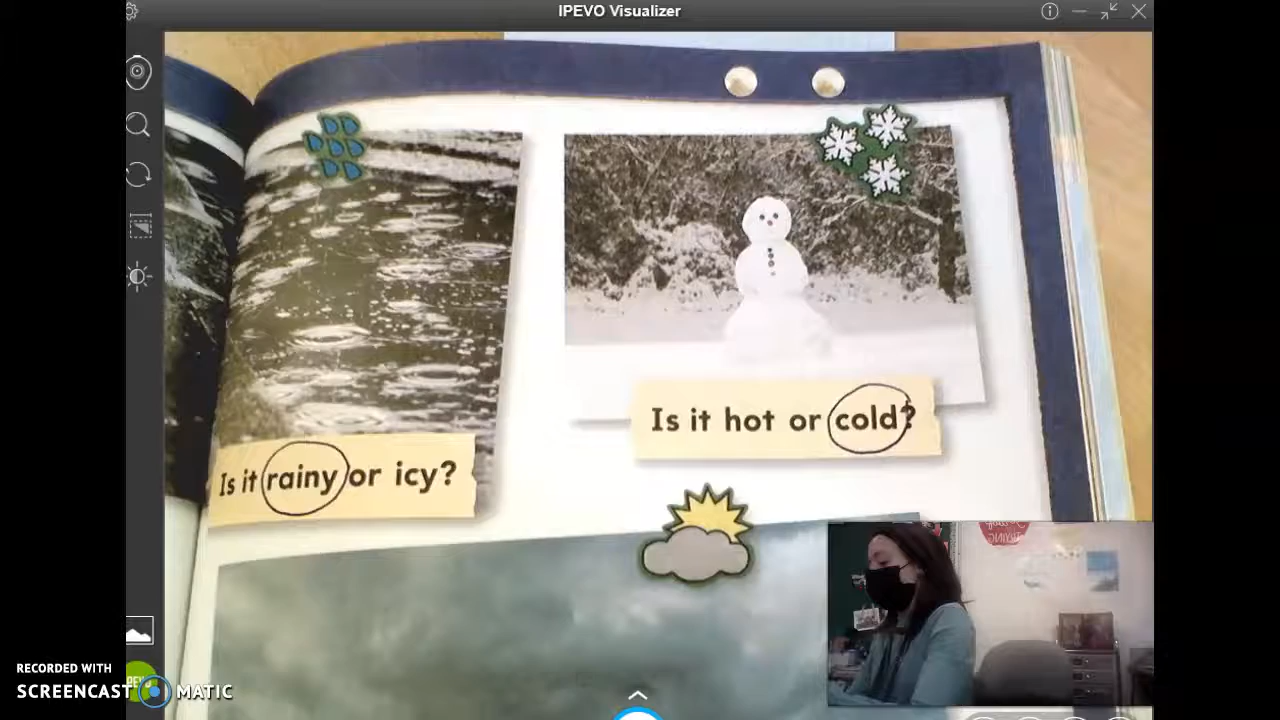 IPEVO Visualizer
Is it rainy or icy?
Is it hot or cold?
RECORDED WITH
SCREENCAST MATIC